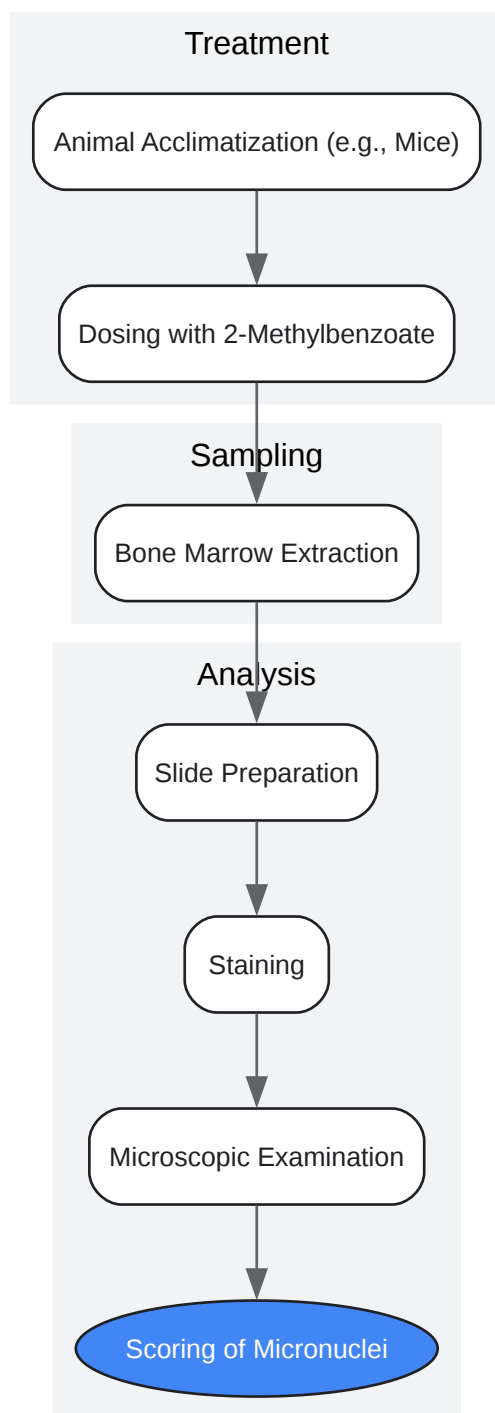 Treatment
Animal Acclimatization (e.g., Mice)
Dosing with 2-Methylbenzoate
Sampling
Bone Marrow Extraction
Analysis
Slide Preparation
Staining
Microscopic Examination
Scoring of Micronuclei